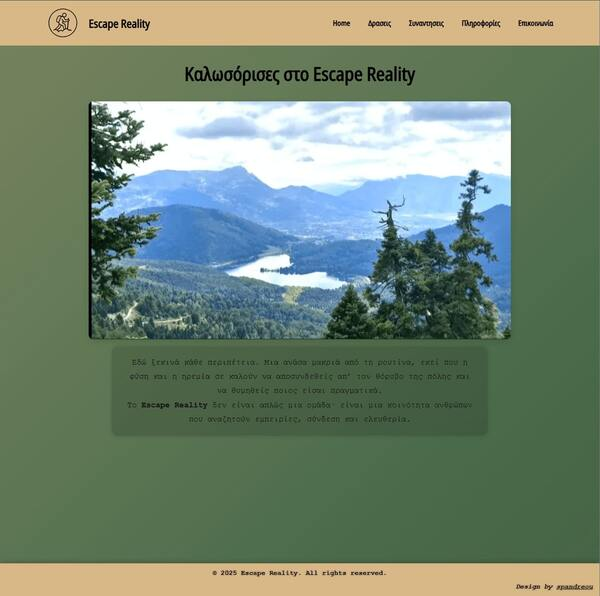 Escape Reality
Home
Δρασεις
Συναντησεις
Πληροφορίες
Επικοινωνία
Καλωσόρισες στο Escape Reality
Εδώ ξεκινά κάθε περιπέτεια. Μια ανάσα μακριά από τη ρουτίνα, εκεί που η
φύση και η ηρεμία σε καλούν να αποσυνδεθείς απ’ τον θόρυβο της πόλης και
να θυμηθείς ποιος είσαι πραγματικά.
Το Escape Reality δεν είναι απλώς μια ομάδα· είναι μια κοινότητα ανθρώπων
που αναζητούν εμπειρίες, σύνδεση και ελευθερία.
© 2025 Escape Reality. All rights reserved.
Design by spandreou